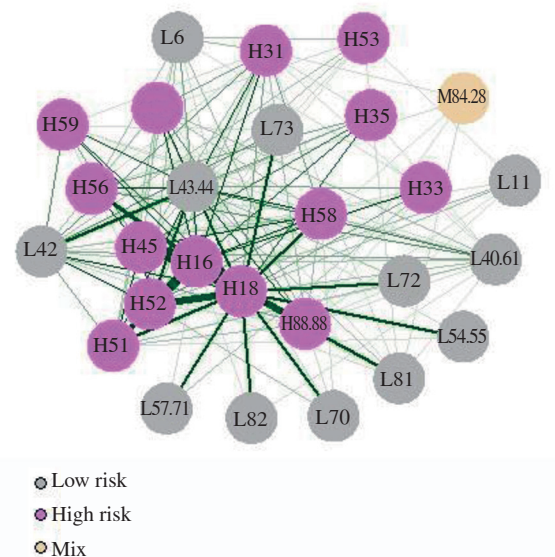 L6
H31
H53
M84.28
H59
L73
H35
H56
L43.44
H33
L11
H58
L42
H45
H16
L40.61
H18
L72
H52
H88.88
L54.55
H51
L81
L57.71
L82
L70
Low risk
High risk
Mix